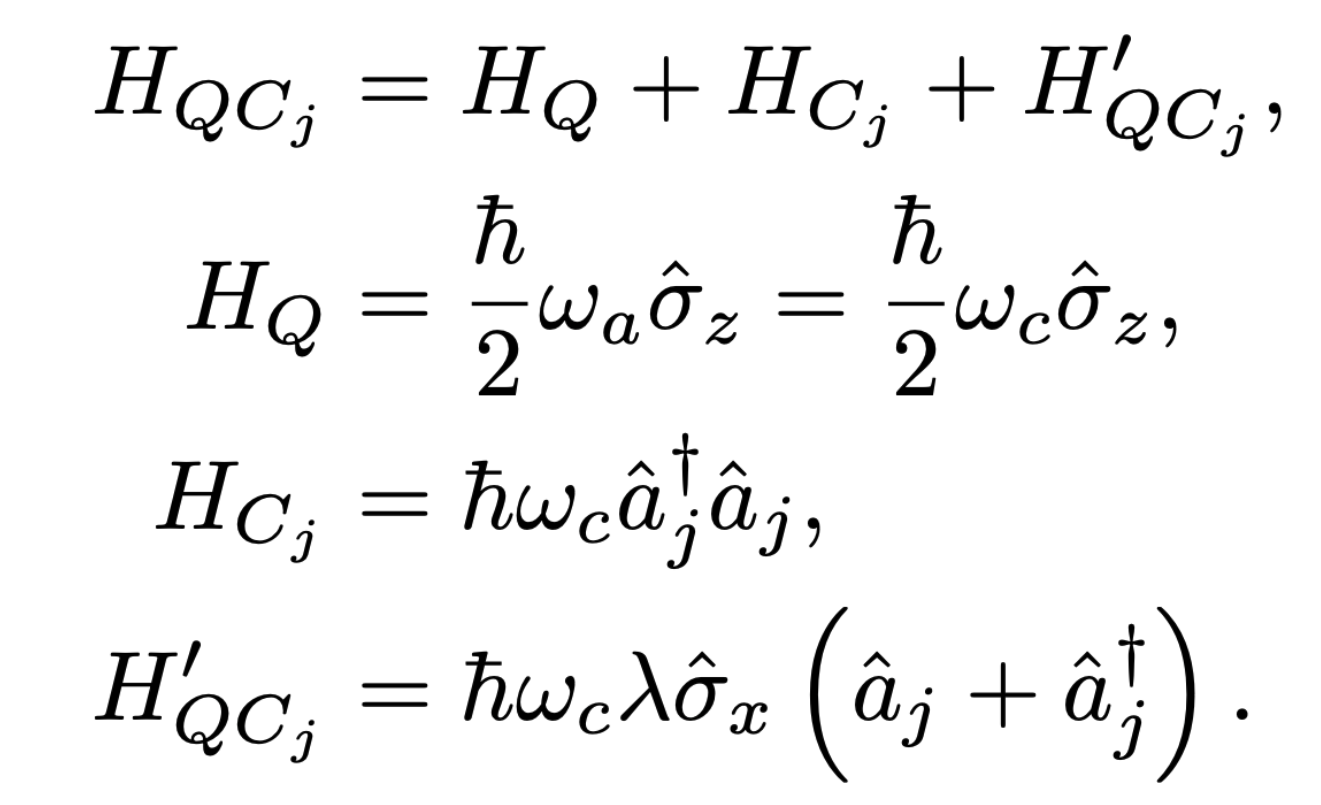 $H_{QC_j} = H_Q + H_{C_j} + H'_{QC_j},$
$H_Q = \frac{\hbar}{2}\omega_a\hat{\sigma}_z = \frac{\hbar}{2}\omega_c\hat{\sigma}_z,$
$H_{C_j} = \hbar\omega_c\hat{a}_j^\dagger\hat{a}_j,$
$H'_{QC_j} = \hbar\omega_c\lambda\hat{\sigma}_x\left(\hat{a}_j + \hat{a}_j^\dagger\right).$